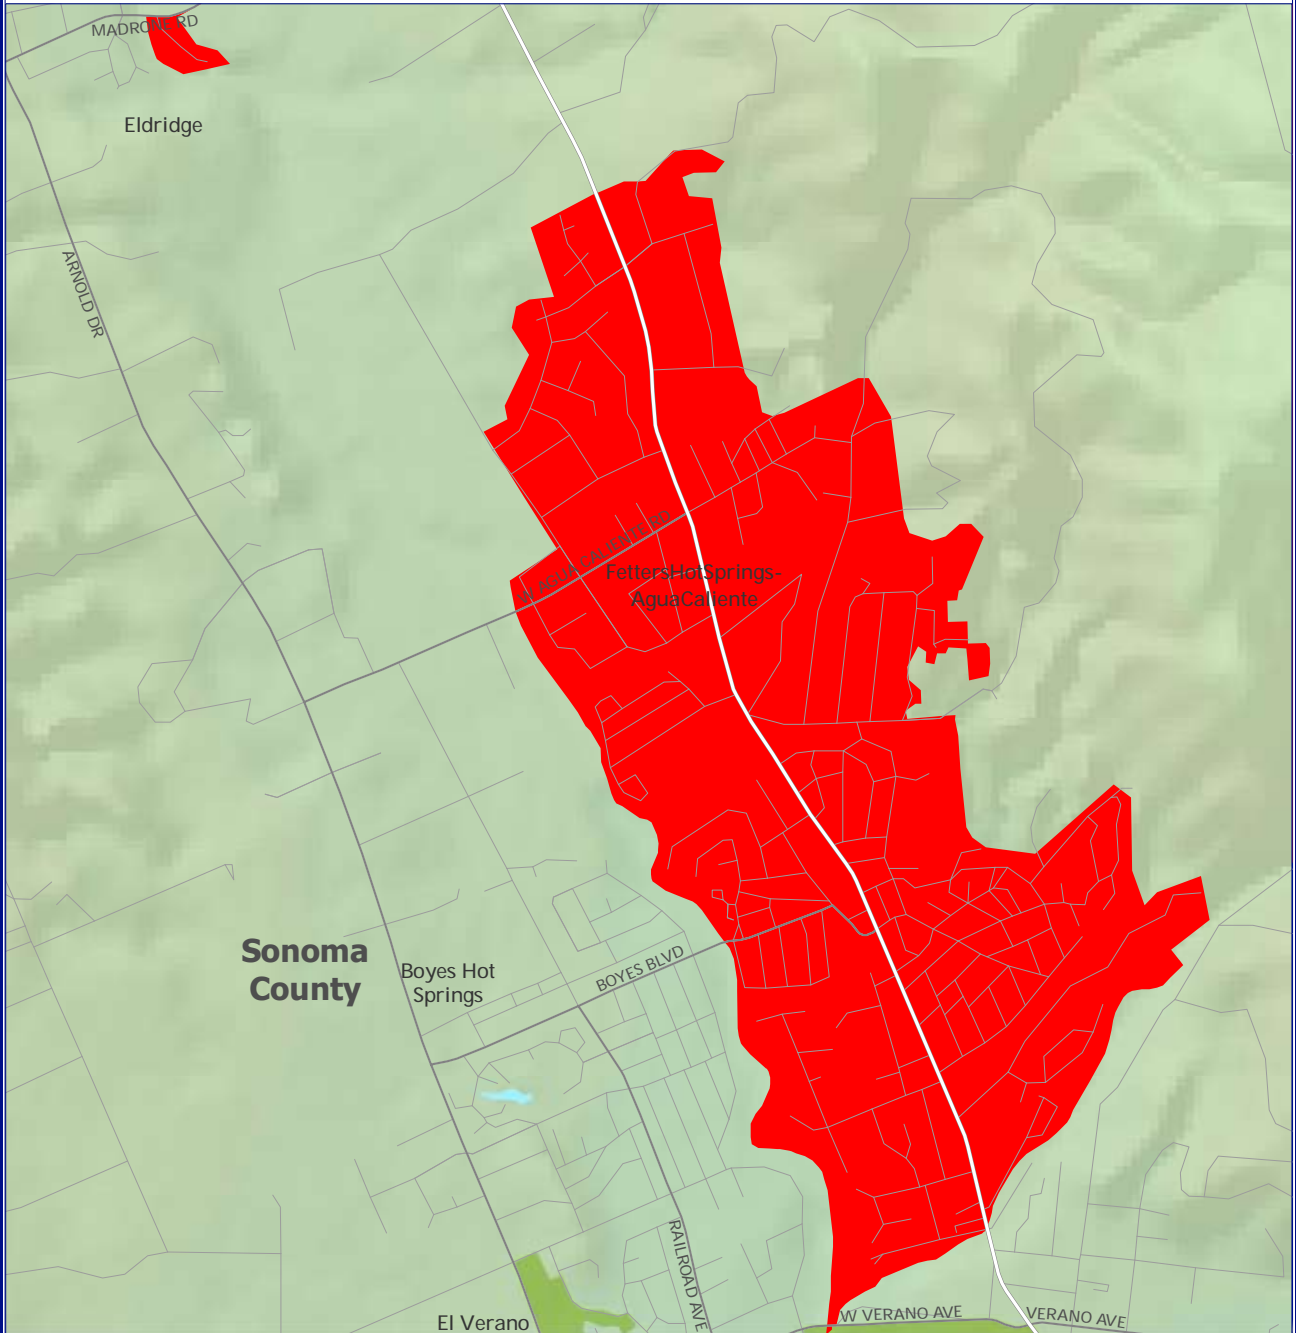 MADRONE RD
Eldridge
ARNOLD DR
W AGUA CALIENTE RD
FettersHotSprings-
AguaCaliente
Sonoma
County
Boyes Hot
Springs
BOYES BLVD
RAILROAD AVE
El Verano
W VERANO AVE
VERANO AVE